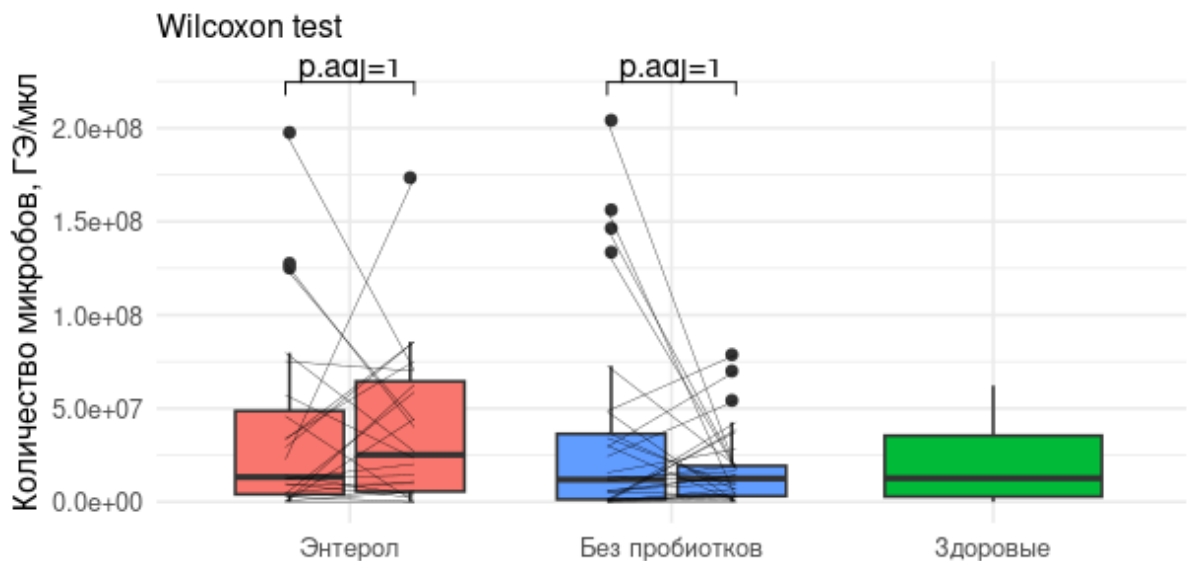 Wilcoxon test
p.adj=1
p.adj=1
Количество микробов, ГЭ/мкл
2.0e+08
1.5e+08
1.0e+08
5.0e+07
0.0e+00
Энтерол
Без пробиотков
Здоровые